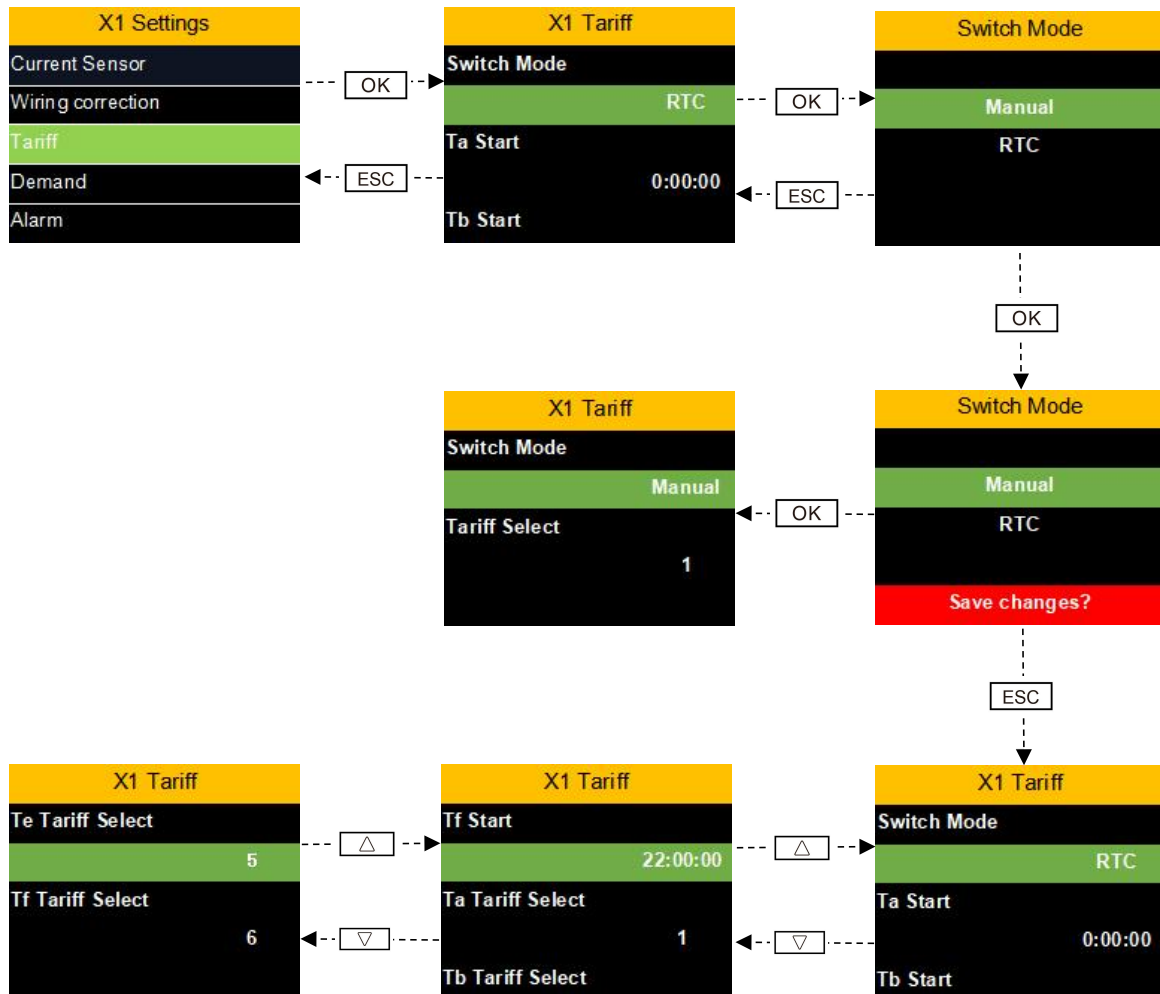 X1 Settings
Current Sensor
Wiring correction
Tariff
Demand
Alarm
OK
ESC
X1 Tariff
Switch Mode
RTC
Ta Start
0:00:00
Tb Start
OK
ESC
Switch Mode
Manual
RTC
OK
X1 Tariff
Switch Mode
Manual
Tariff Select
1
OK
Switch Mode
Manual
RTC
Save changes?
ESC
X1 Tariff
Te Tariff Select
5
Tf Tariff Select
6
△
▽
X1 Tariff
Tf Start
22:00:00
Ta Tariff Select
1
Tb Tariff Select
△
▽
X1 Tariff
Switch Mode
RTC
Ta Start
0:00:00
Tb Start